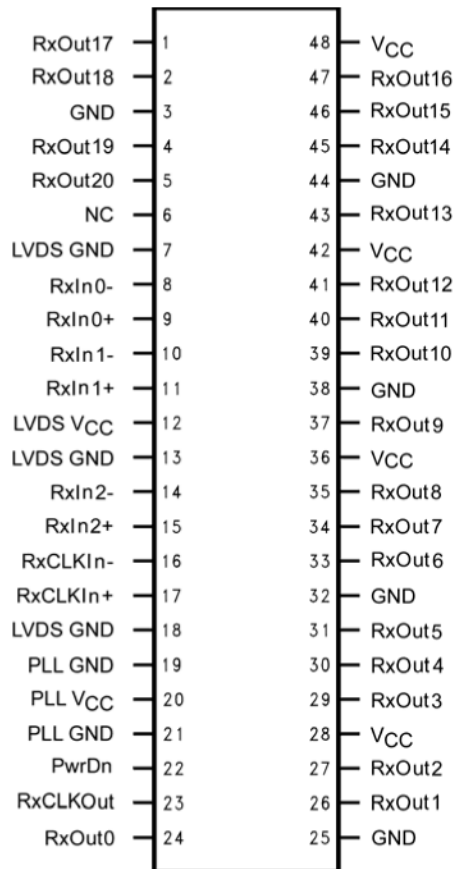 RxOut17 1 48 VCC
RxOut18 2 47 RxOut16
GND 3 46 RxOut15
RxOut19 4 45 RxOut14
RxOut20 5 44 GND
NC 6 43 RxOut13
LVDS GND 7 42 VCC
RxIn0- 8 41 RxOut12
RxIn0+ 9 40 RxOut11
RxIn1- 10 39 RxOut10
RxIn1+ 11 38 GND
LVDS VCC 12 37 RxOut9
LVDS GND 13 36 VCC
RxIn2- 14 35 RxOut8
RxIn2+ 15 34 RxOut7
RxCLKIn- 16 33 RxOut6
RxCLKIn+ 17 32 GND
LVDS GND 18 31 RxOut5
PLL GND 19 30 RxOut4
PLL VCC 20 29 RxOut3
PLL GND 21 28 VCC
PwrDn 22 27 RxOut2
RxCLKOut 23 26 RxOut1
RxOut0 24 25 GND